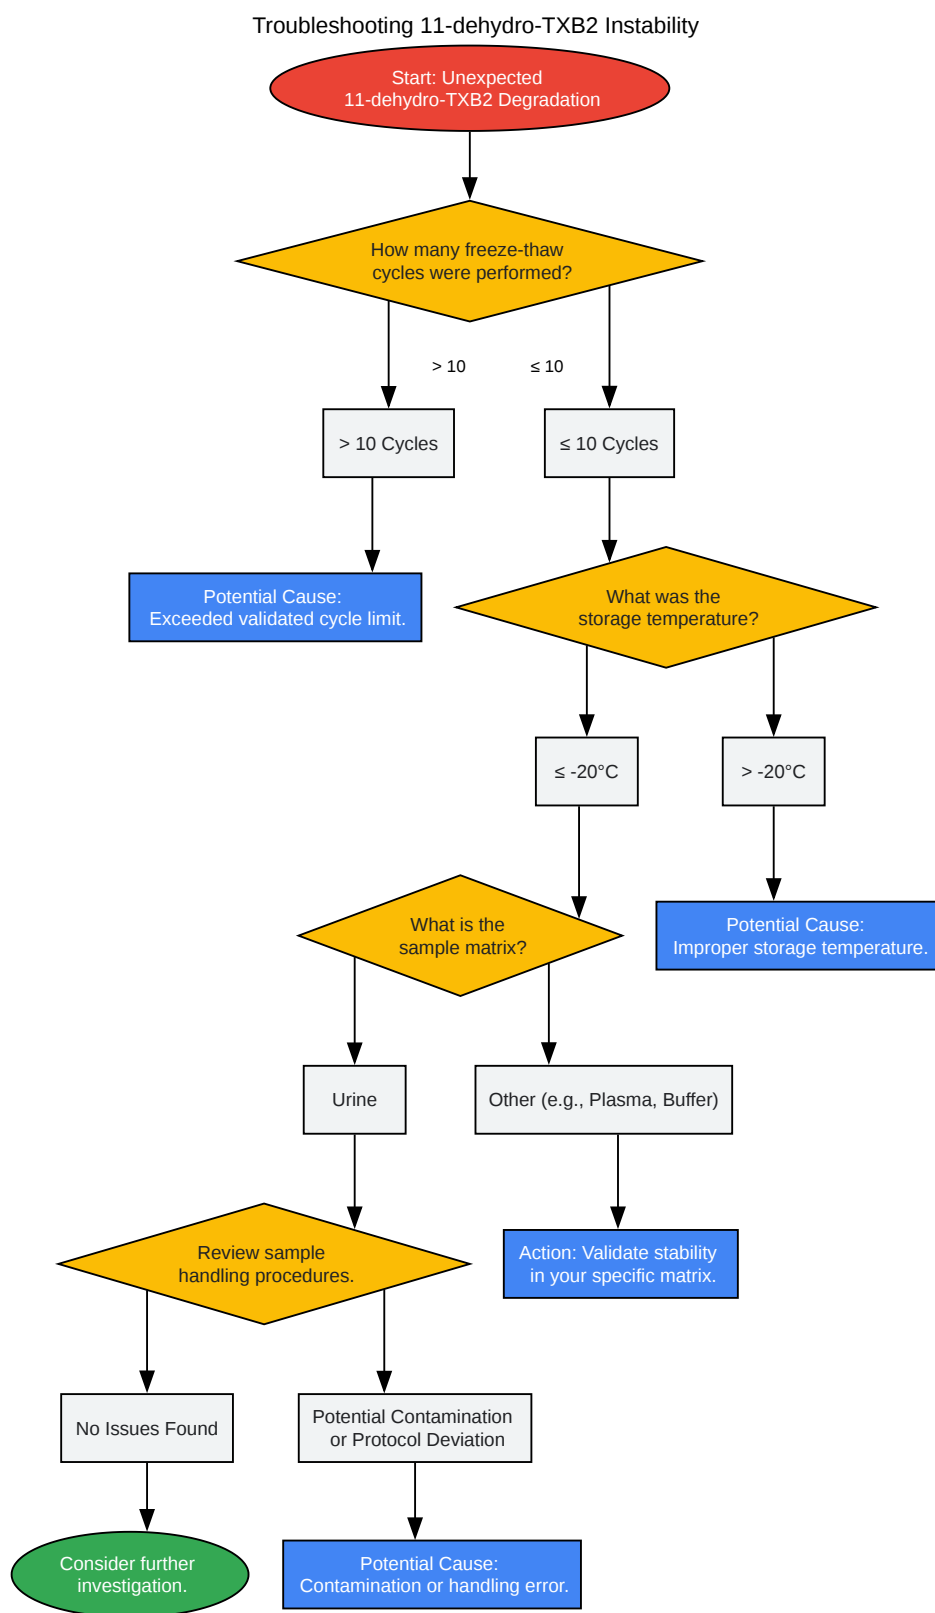 Troubleshooting 11-dehydro-TXB2 Instability
Start: Unexpected
11-dehydro-TXB2 Degradation
How many freeze-thaw
cycles were performed?
> 10
≤ 10
> 10 Cycles
≤ 10 Cycles
Potential Cause:
Exceeded validated cycle limit.
What was the
storage temperature?
≤ -20°C
> -20°C
What is the
sample matrix?
Potential Cause:
Improper storage temperature.
Urine
Other (e.g., Plasma, Buffer)
Review sample
handling procedures.
Action: Validate stability
in your specific matrix.
No Issues Found
Potential Contamination
or Protocol Deviation
Consider further
investigation.
Potential Cause:
Contamination or handling error.